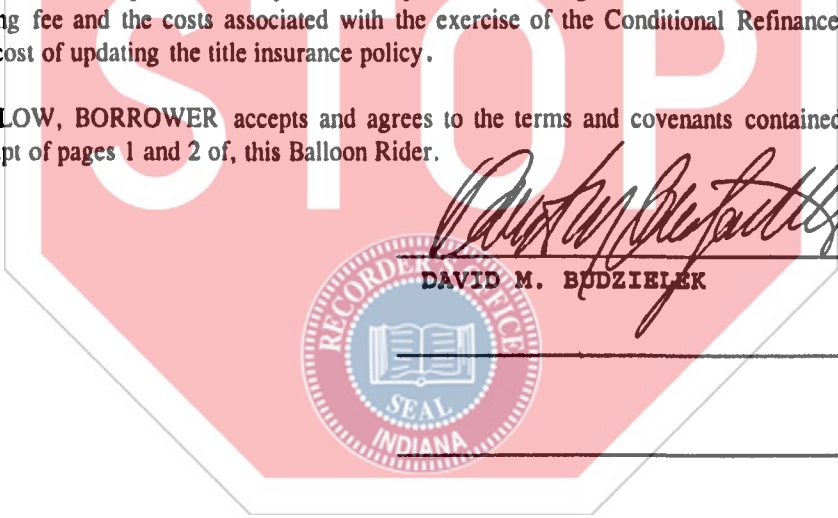 STOP!
ng fee and the costs associated with the exercise of the Conditional Refinance
cost of updating the title insurance policy.
LOW, BORROWER accepts and agrees to the terms and covenants contained
pt of pages 1 and 2 of, this Balloon Rider.
DAVID M. BUDZIELEK
RECORDER'S OFFICE
SEAL
INDIANA